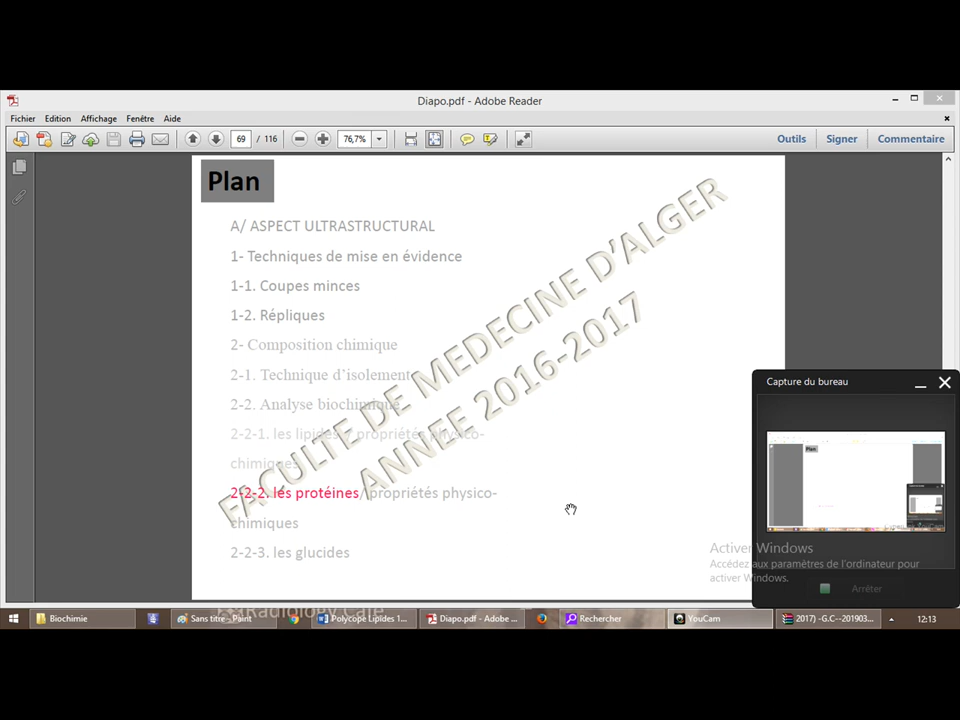 Diapo.pdf - Adobe Reader
Fichier Edition Affichage Fenêtre Aide
69 / 116 76,7% Outils Signer Commentaire
Plan
A/ ASPECT ULTRASTRUCTURAL
1- Techniques de mise en évidence
1-1. Coupes minces
1-2. Répliques
2- Composition chimique
2-1. Technique d'isolement
2-2. Analyse biochimique
2-2-1. les lipides / propriétés physico-
chimiques
2-2-2. les protéines/ propriétés physico-
chimiques
2-2-3. les glucides
FACULTE DE MEDECINE D'ALGER
ANNEE 2016-2017
Capture du bureau
Plan
Activer Windows
Accédez aux paramètres de l'ordinateur pour
activer Windows.
Arrêter
Radiology Cafe
Biochimie Sans titre - Paint Polycope Lipides 1... Diapo.pdf - Adobe ... Rechercher YouCam 2017) -G.C--201903... 12:13